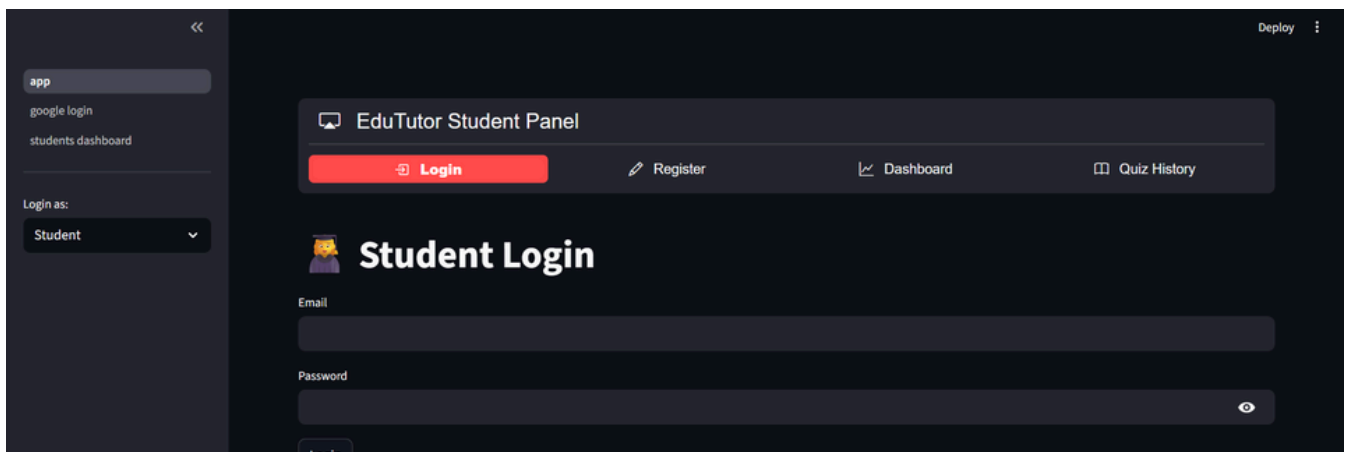 Deploy
app
google login
students dashboard
Login as:
Student
EduTutor Student Panel
Login
Register
Dashboard
Quiz History
Student Login
Email
Password